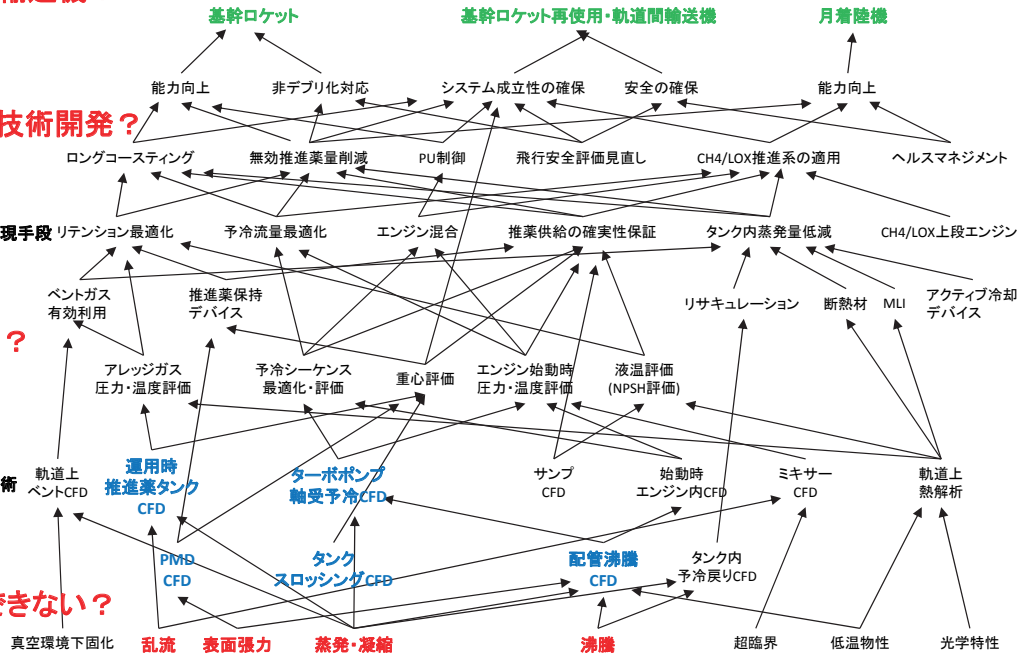 基幹ロケット
基幹ロケット再使用・軌道間輸送機
月着陸機
能力向上
非デブリ化対応
システム成立性の確保
安全の確保
能力向上
技術開発？
ロングコースティング
無効推進薬量削減
PU制御
飛行安全評価見直し
CH4/LOX推進系の適用
ヘルスマネジメント
現手段
リテンション最適化
予冷流量最適化
エンジン混合
推薬供給の確実性保証
タンク内蒸発量低減
CH4/LOX上段エンジン
ベントガス
有効利用
推進薬保持
デバイス
リサキュレーション
断熱材
MLI
アクティブ冷却
デバイス
？
アレッジガス
圧力・温度評価
予冷シーケンス
最適化・評価
重心評価
エンジン始動時
圧力・温度評価
液温評価
(NPSH評価)
術
軌道上
ベントCFD
運用時
推進薬タンク
CFD
ターボポンプ
軸受予冷CFD
サンプ
CFD
始動時
エンジン内CFD
ミキサー
CFD
軌道上
熱解析
PMD
CFD
タンク
スロッシングCFD
配管沸騰
CFD
タンク内
予冷戻りCFD
できない？
真空環境下固化
乱流
表面張力
蒸発・凝縮
沸騰
超臨界
低温物性
光学特性